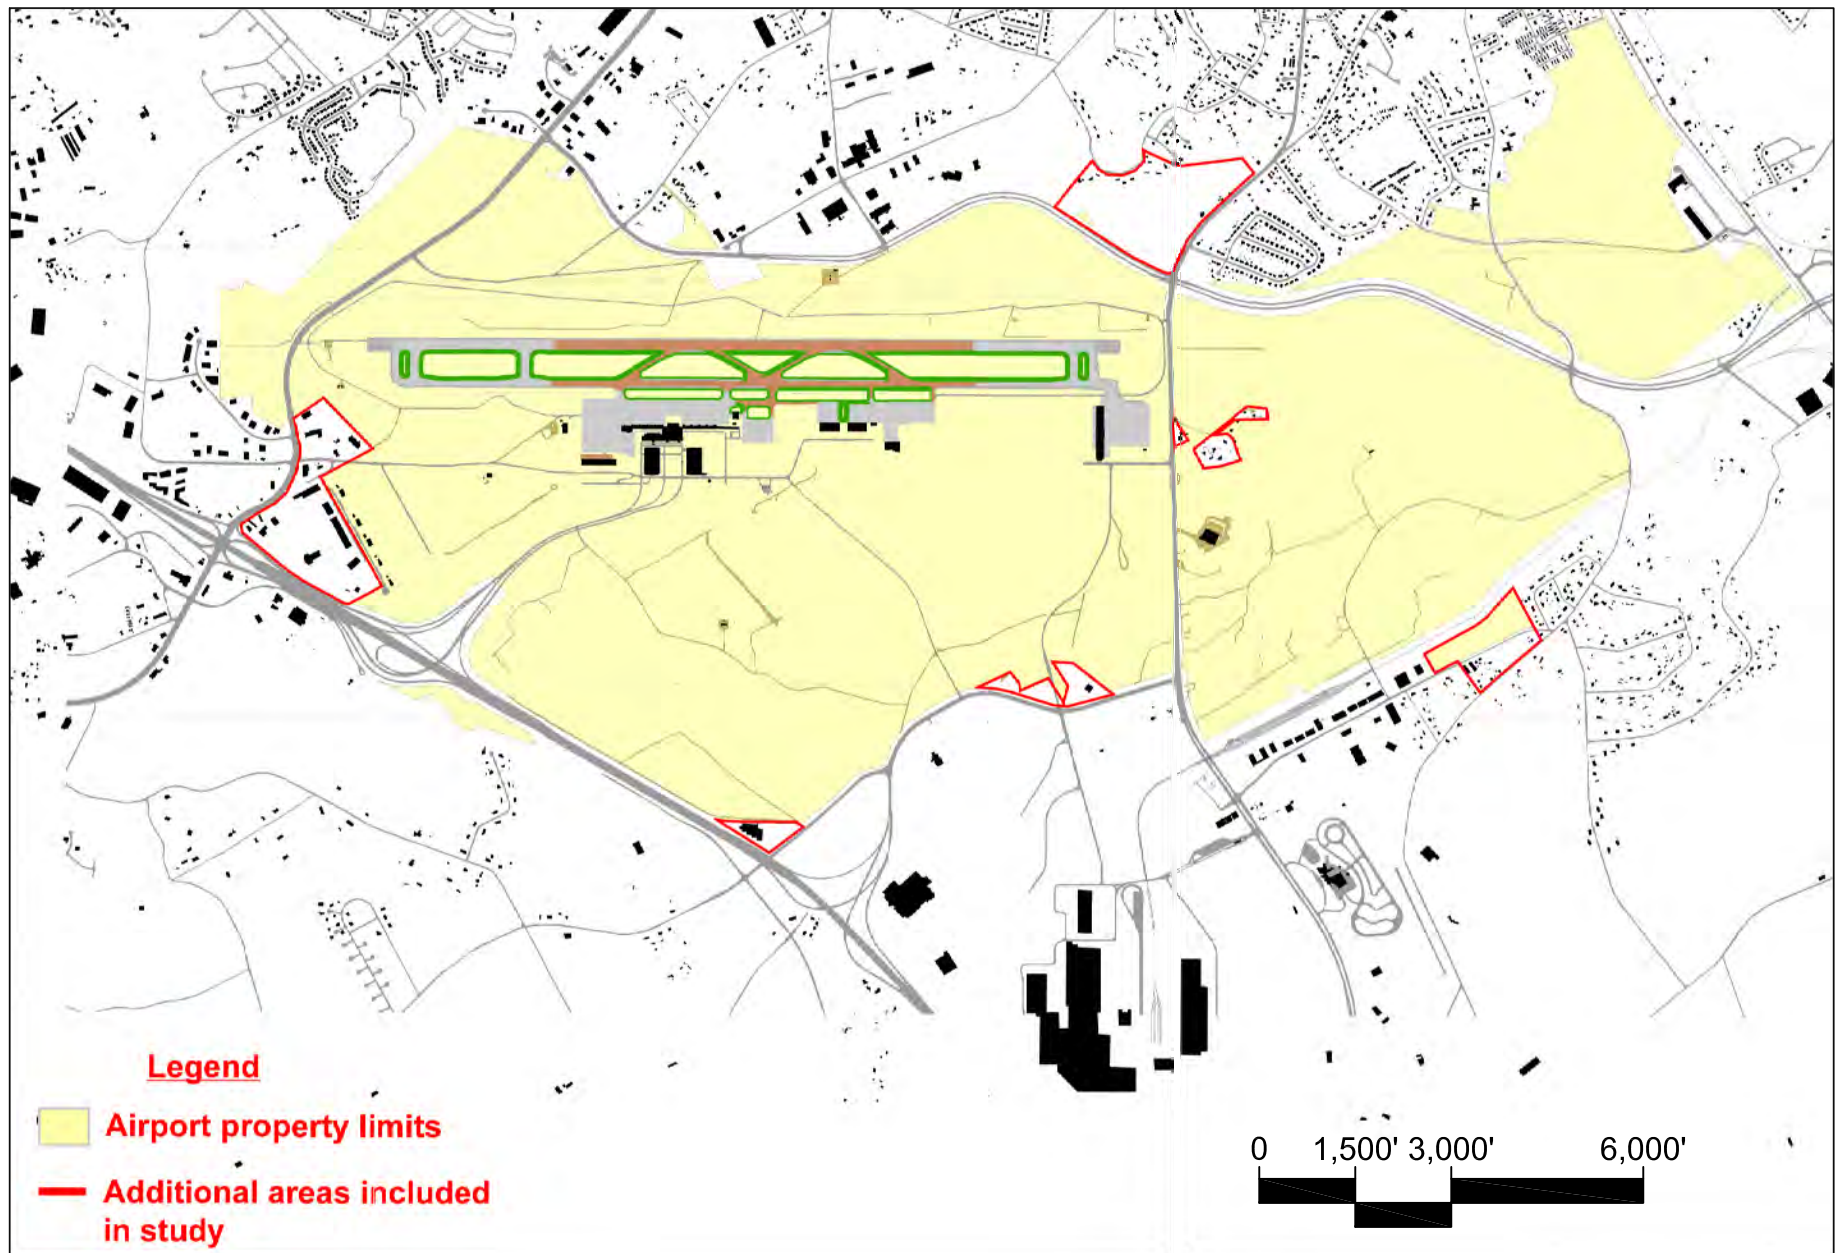 Legend
Airport property limits
Additional areas included
in study
0 1,500' 3,000' 6,000'